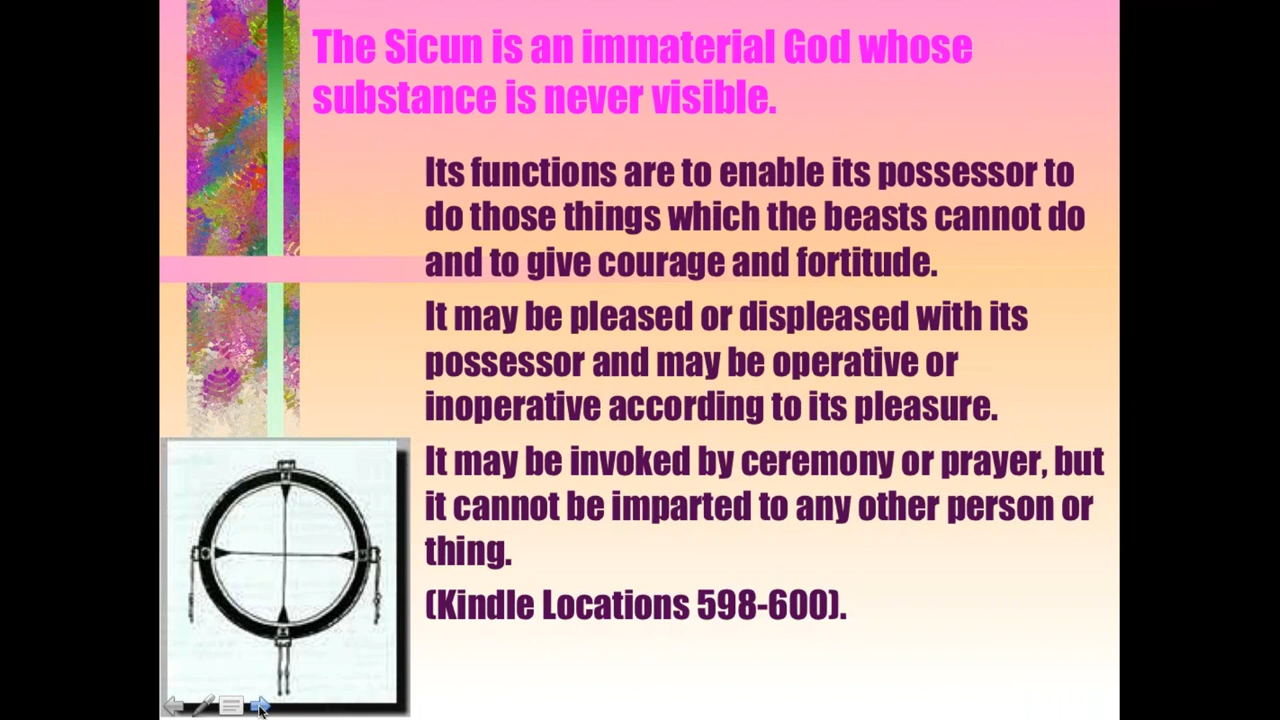 The Sicun is an immaterial God whose
substance is never visible.
Its functions are to enable its possessor to
do those things which the beasts cannot do
and to give courage and fortitude.
It may be pleased or displeased with its
possessor and may be operative or
inoperative according to its pleasure.
It may be invoked by ceremony or prayer, but
it cannot be imparted to any other person or
thing.
(Kindle Locations 598-600).